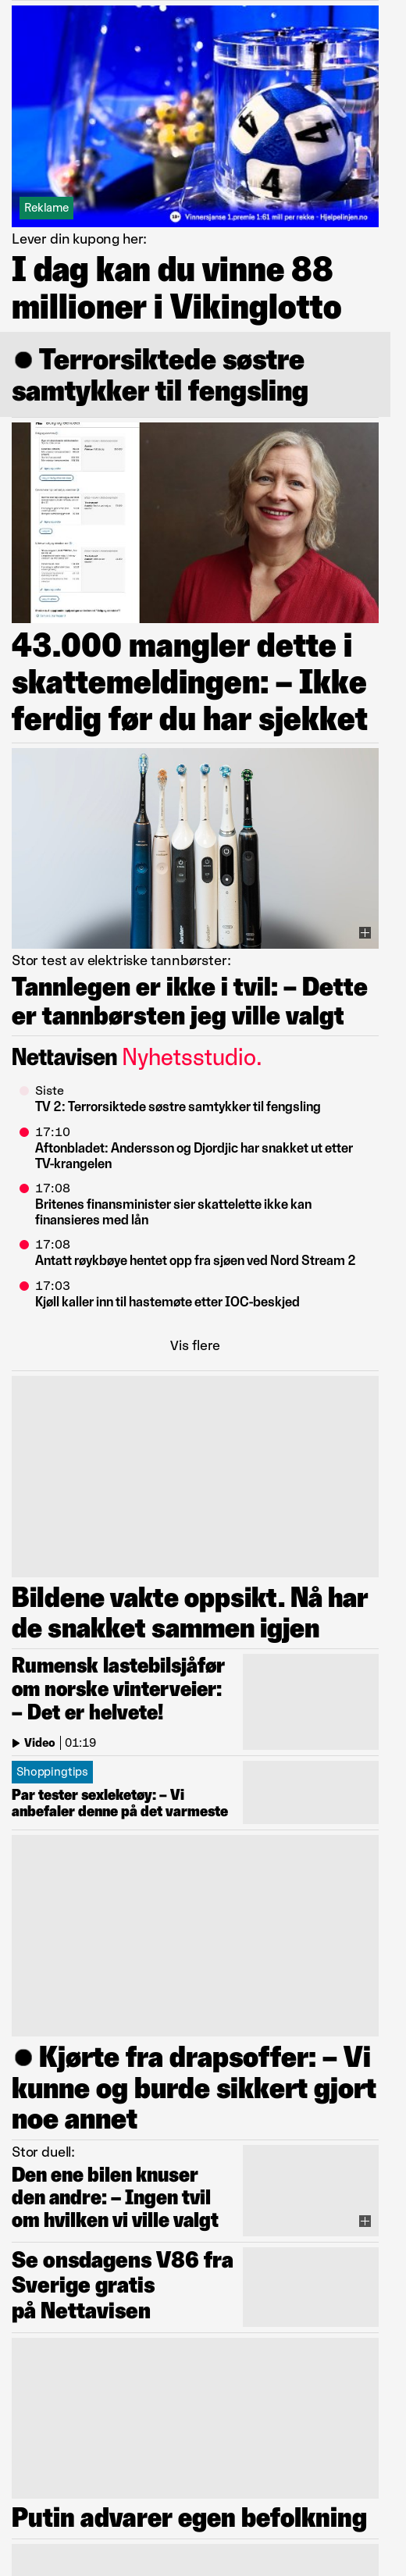 Reklame
18+ Vinnersjanse 1.premie 1:61 mill per rekke - Hjelpelinjen.no
Lever din kupong her:
I dag kan du vinne 88
millioner i Vikinglotto
Terrorsiktede søstre
samtykker til fengsling
43.000 mangler dette i
skattemeldingen: – Ikke
ferdig før du har sjekket
Stor test av elektriske tannbørster:
Tannlegen er ikke i tvil: – Dette
er tannbørsten jeg ville valgt
Nettavisen Nyhetsstudio.
Siste
TV 2: Terrorsiktede søstre samtykker til fengsling
17:10
Aftonbladet: Andersson og Djordjic har snakket ut etter
TV-krangelen
17:08
Britenes finansminister sier skattelette ikke kan
finansieres med lån
17:08
Antatt røykbøye hentet opp fra sjøen ved Nord Stream 2
17:03
Kjøll kaller inn til hastemøte etter IOC-beskjed
Vis flere
Bildene vakte oppsikt. Nå har
de snakket sammen igjen
Rumensk lastebilsjåfør
om norske vinterveier:
– Det er helvete!
Video 01:19
Shoppingtips
Par tester sexleketøy: – Vi
anbefaler denne på det varmeste
Kjørte fra drapsoffer: – Vi
kunne og burde sikkert gjort
noe annet
Stor duell:
Den ene bilen knuser
den andre: – Ingen tvil
om hvilken vi ville valgt
Se onsdagens V86 fra
Sverige gratis
på Nettavisen
Putin advarer egen befolkning